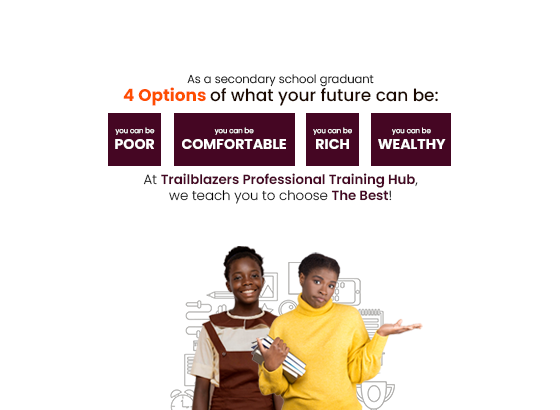 As a secondary school graduant
4 Options of what your future can be:
you can be
POOR
you can be
COMFORTABLE
you can be
RICH
you can be
WEALTHY
At Trailblazers Professional Training Hub,
we teach you to choose The Best!